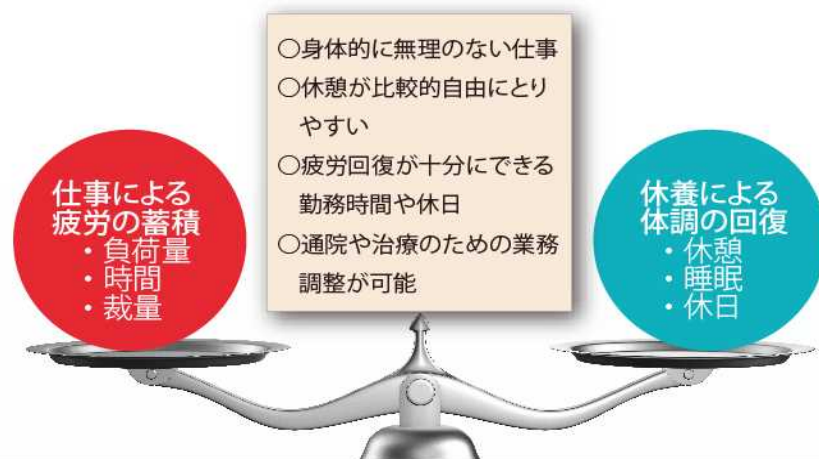 ○身体的に無理のない仕事
○休憩が比較的自由にとり
やすい
○疲労回復が十分にできる
勤務時間や休日
○通院や治療のための業務
調整が可能
仕事による
疲労の蓄積
・負荷量
・時間
・裁量
休養による
体調の回復
・休憩
・睡眠
・休日